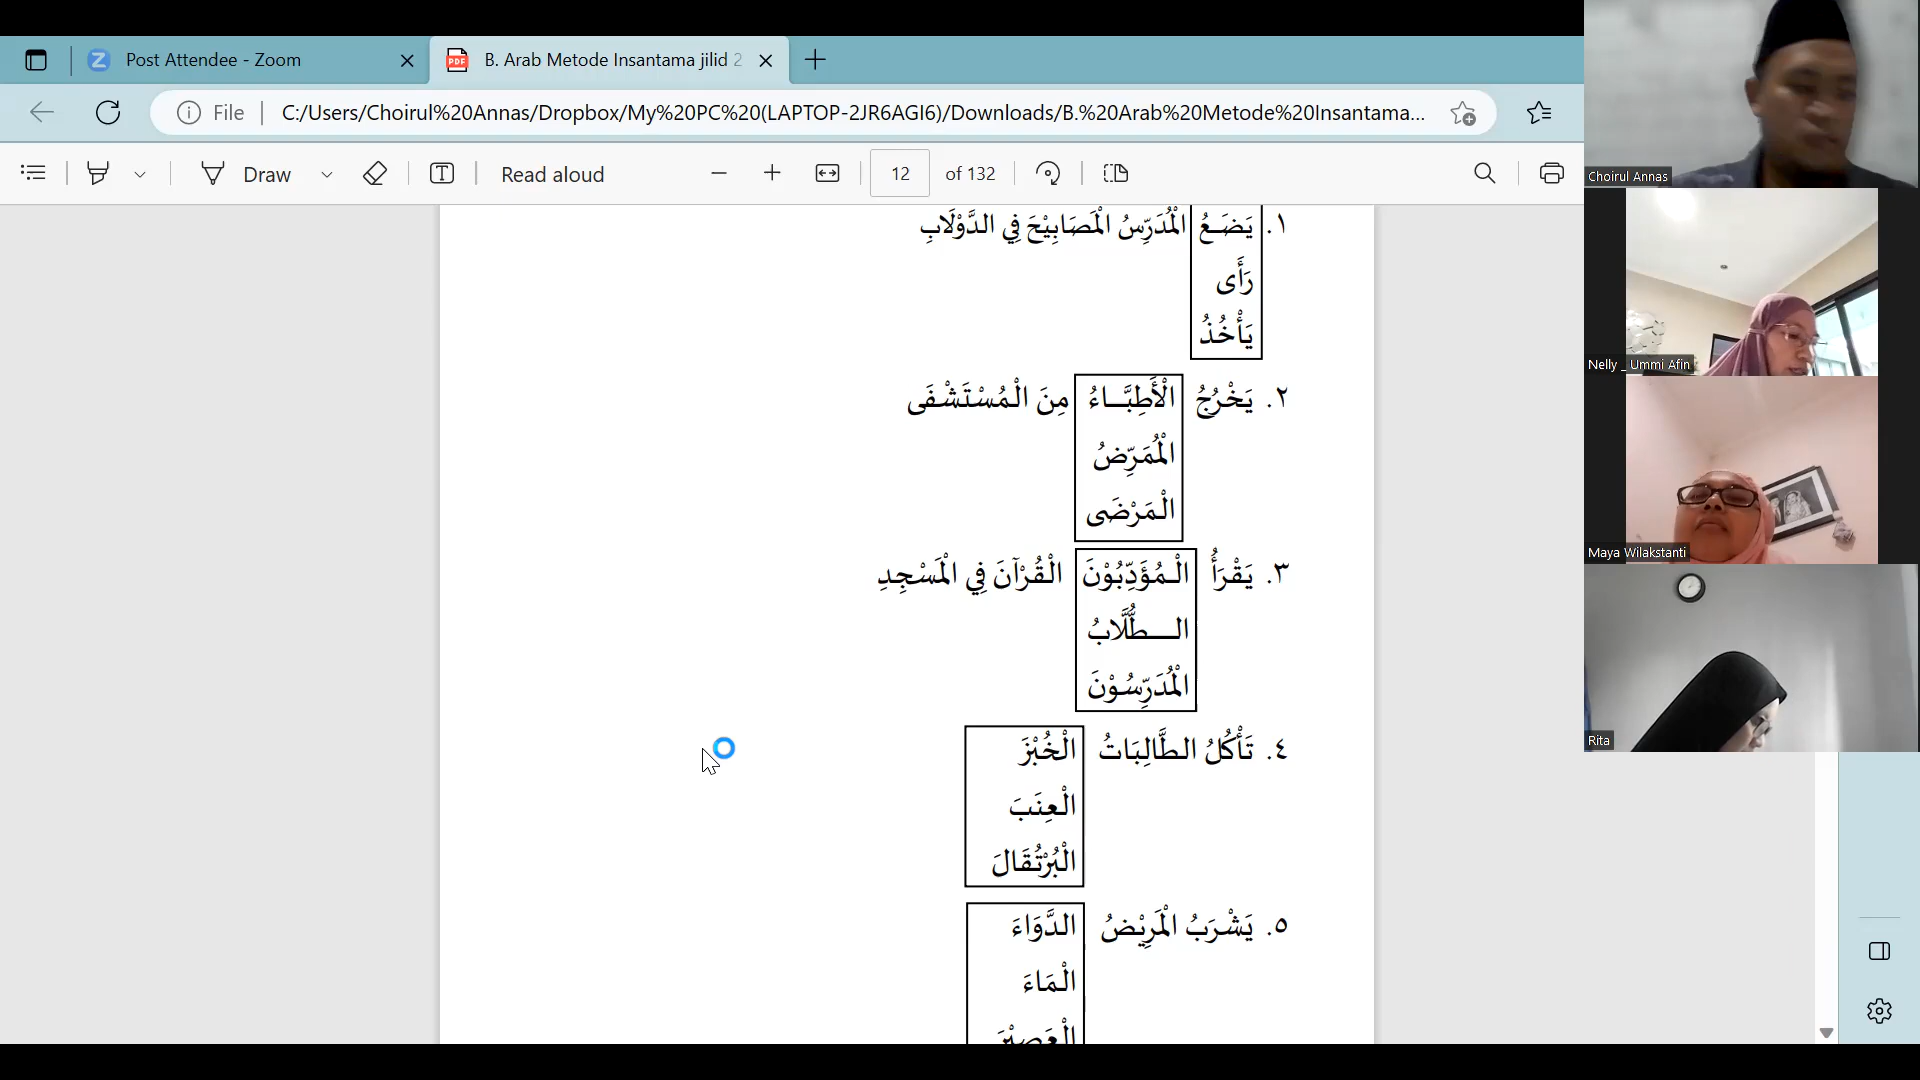 Post Attendee - Zoom
B. Arab Metode Insantama jilid 2
File
C:/Users/Choirul%20Annas/Dropbox/My%20PC%20(LAPTOP-2JR6AGI6)/Downloads/B.%20Arab%20Metode%20Insantama...
Draw
Read aloud
12 of 132
١. يَضَعُ الْمُدَرِّسُ الْمَصَابِيْحَ فِي الدَّوْلَابِ
رَأَى
يَأْخُذُ
٢. يَخْرُجُ الْأَطِبَّاءُ مِنَ الْمُسْتَشْفَى
الْمُمَرِّضُ
الْمَرْضَى
٣. يَقْرَأُ الْمُؤَدِّبُوْنَ الْقُرْآنَ فِي الْمَسْجِدِ
الطُّلَّابُ
الْمُدَرِّسُوْنَ
٤. تَأْكُلُ الطَّالِبَاتُ الْخُبْزَ
الْعِنَبَ
الْبُرْتُقَالَ
٥. يَشْرَبُ الْمَرِيْضُ الدَّوَاءَ
الْمَاءَ
الْعَصِيْرَ
Choirul Annas
Nelly _ Ummi Afin
Maya Wilakstanti
Rita